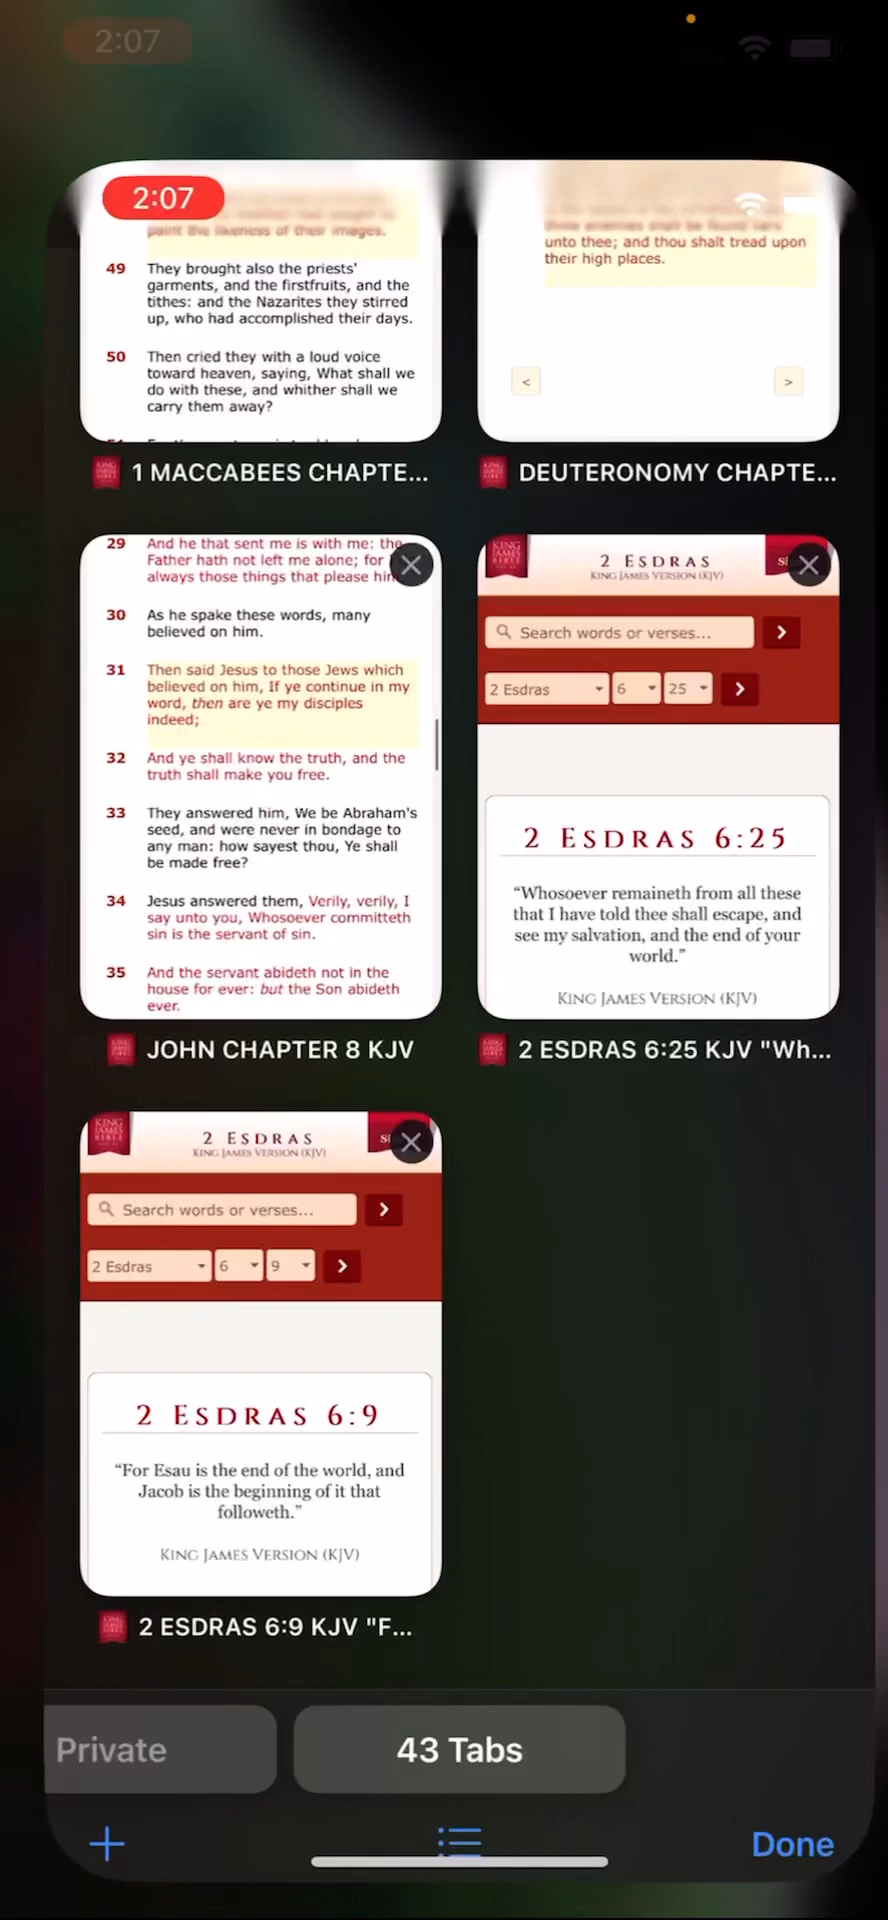 2:07
2:07
paint the likeness of their images.
49 They brought also the priests'
garments, and the firstfruits, and the
tithes: and the Nazarites they stirred
up, who had accomplished their days.
50 Then cried they with a loud voice
toward heaven, saying, What shall we
do with these, and whither shall we
carry them away?
1 MACCABEES CHAPTE...
unto thee; and thou shalt tread upon
their high places.
<
>
DEUTERONOMY CHAPTE...
29 And he that sent me is with me: the
Father hath not left me alone; for
always those things that please him
30 As he spake these words, many
believed on him.
31 Then said Jesus to those Jews which
believed on him, If ye continue in my
word, then are ye my disciples
indeed;
32 And ye shall know the truth, and the
truth shall make you free.
33 They answered him, We be Abraham's
seed, and were never in bondage to
any man: how sayest thou, Ye shall
be made free?
34 Jesus answered them, Verily, verily, I
say unto you, Whosoever committeth
sin is the servant of sin.
35 And the servant abideth not in the
house for ever: but the Son abideth
ever.
JOHN CHAPTER 8 KJV
KING
JAMES
BIBLE
2 ESDRAS
KING JAMES VERSION (KJV)
Search words or verses...
2 Esdras 6 25
2 ESDRAS 6:25
“Whosoever remaineth from all these
that I have told thee shall escape, and
see my salvation, and the end of your
world.”
KING JAMES VERSION (KJV)
2 ESDRAS 6:25 KJV "Wh...
KING
JAMES
BIBLE
2 ESDRAS
KING JAMES VERSION (KJV)
Search words or verses...
2 Esdras 6 9
2 ESDRAS 6:9
“For Esau is the end of the world, and
Jacob is the beginning of it that
followeth.”
KING JAMES VERSION (KJV)
2 ESDRAS 6:9 KJV "F...
Private
43 Tabs
Done